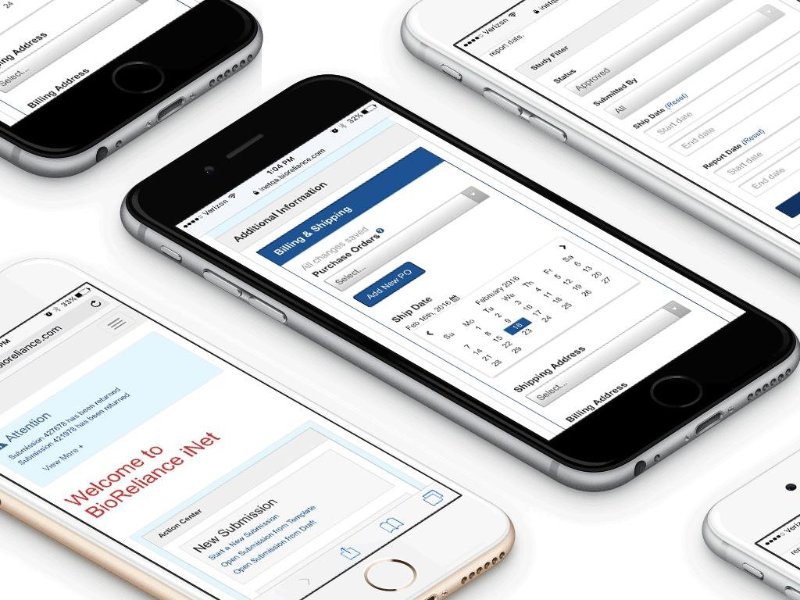 24
Shipping Address
Select...
Billing Address
Verizon
inetqa.bioreliance.com
report date.
Study Filter
Status
Approved
Submitted By
All
Ship Date (Reset)
Start date
End date
Report Date (Reset)
Start date
End date
Verizon
1:04 PM
32%
inetqa.bioreliance.com
Additional Information
Billing & Shipping
All changes saved
Purchase Orders ?
Select...
Add New PO
Ship Date
Feb 16th, 2016
February 2016
Su Mo Tu We Th Fr Sa
1 2 3 4 5 6
7 8 9 10 11 12 13
14 15 16 17 18 19 20
21 22 23 24 25 26 27
28 29
Shipping Address
Select...
Billing Address
PM
33%
bioreliance.com
Attention
Submission 427678 has been returned
Submission 421978 has been returned
View More +
Welcome to
BioReliance iNet
Action Center
New Submission
Start a New Submission
Open Submission from Template
Open Submission from Draft
Verizon